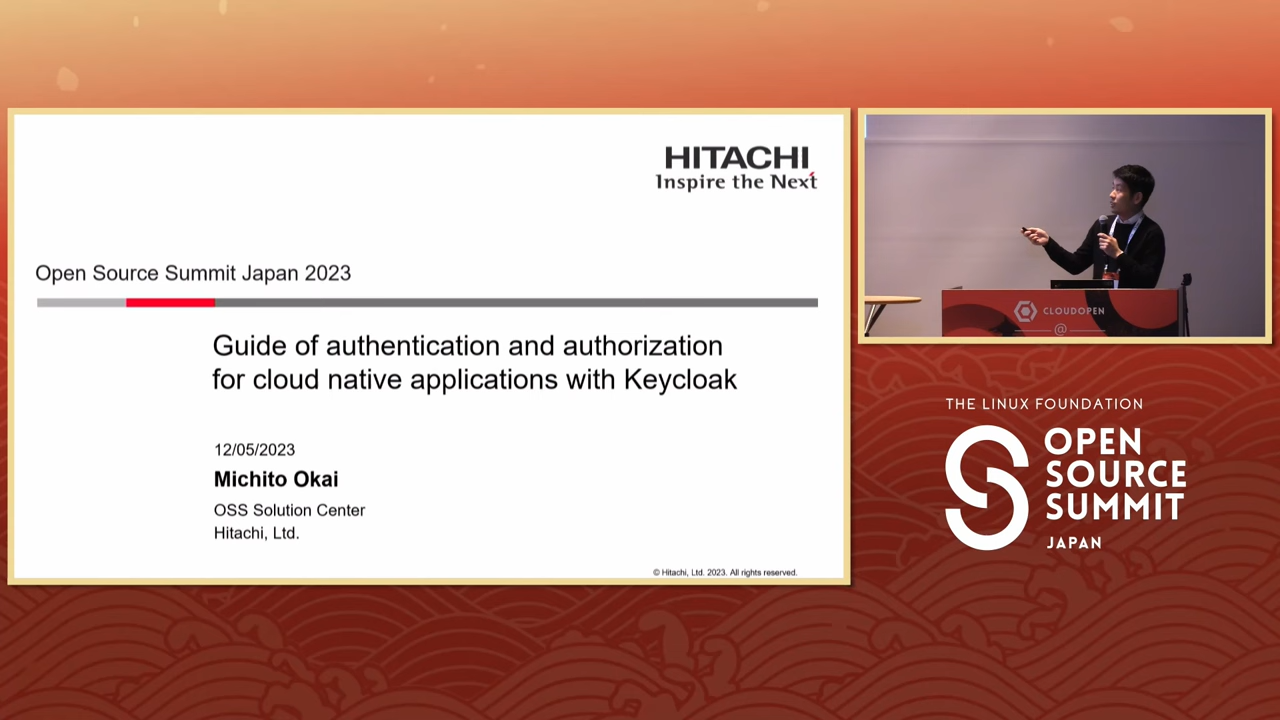 HITACHI
Inspire the Next
Open Source Summit Japan 2023
Guide of authentication and authorization
for cloud native applications with Keycloak
12/05/2023
Michito Okai
OSS Solution Center
Hitachi, Ltd.
© Hitachi, Ltd. 2023. All rights reserved.
CLOUDOPEN
@
THE LINUX FOUNDATION
OPEN
SOURCE
SUMMIT
JAPAN